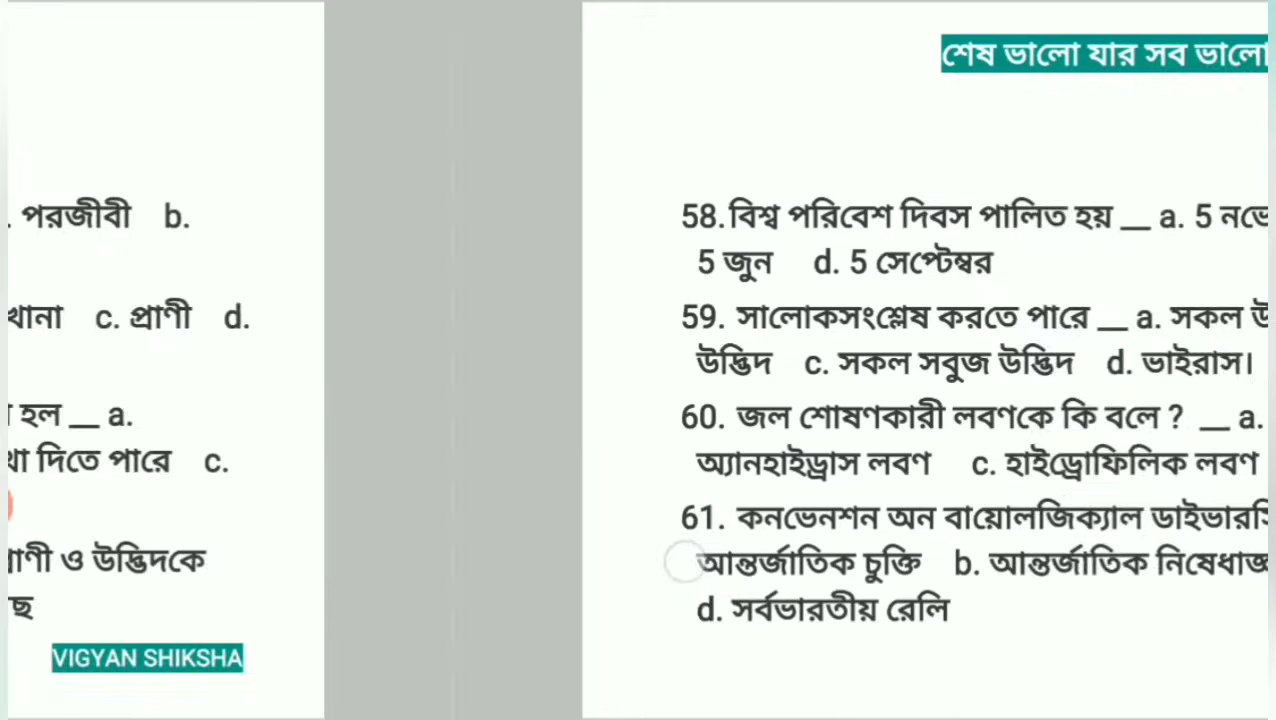 . পরজীবী b.
খানা c. প্রাণী d.
হল __ a.
থা দিতে পারে c.
প্রাণী ও উদ্ভিদকে
ছে
VIGYAN SHIKSHA
শেষ ভালো যার সব ভালো
58. বিশ্ব পরিবেশ দিবস পালিত হয় __ a. 5 নভে
5 জুন d. 5 সেপ্টেম্বর
59. সালোকসংশ্লেষ করতে পারে __ a. সকল উ
উদ্ভিদ c. সকল সবুজ উদ্ভিদ d. ভাইরাস।
60. জল শোষণকারী লবণকে কি বলে ? __ a.
অ্যানহাইড্রাস লবণ c. হাইড্রোফিলিক লবণ
61. কনভেনশন অন বায়োলজিক্যাল ডাইভারসি
আন্তর্জাতিক চুক্তি b. আন্তর্জাতিক নিষেধাজ্ঞ
d. সর্বভারতীয় রেলি